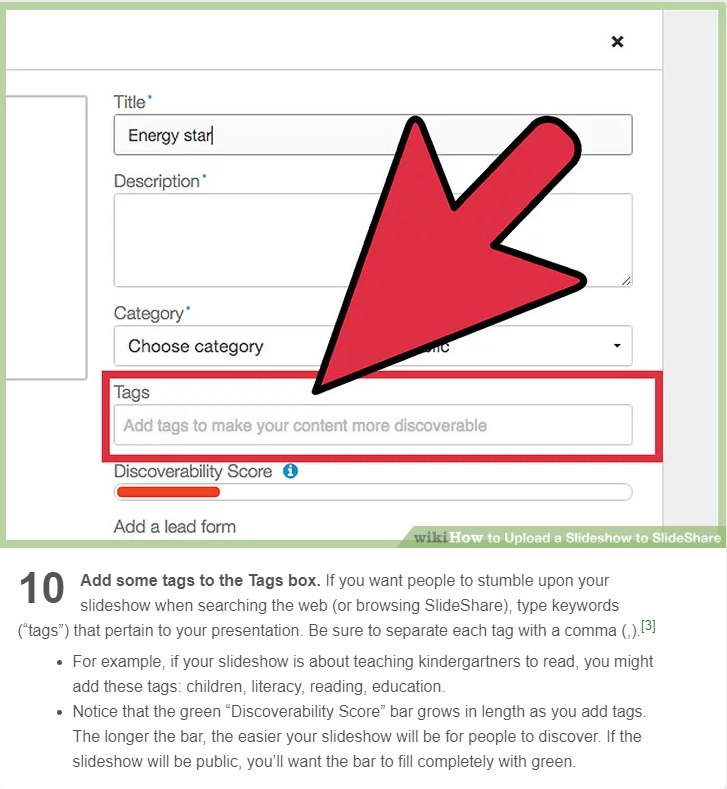 ×
Title*
Energy star
Description*
Category*
Choose category
Tags
Add tags to make your content more discoverable
Discoverability Score i
Add a lead form
wikiHow to Upload a Slideshow to SlideShare
10 Add some tags to the Tags box. If you want people to stumble upon your
slideshow when searching the web (or browsing SlideShare), type keywords
(“tags”) that pertain to your presentation. Be sure to separate each tag with a comma (,).[3]
• For example, if your slideshow is about teaching kindergartners to read, you might
add these tags: children, literacy, reading, education.
• Notice that the green “Discoverability Score” bar grows in length as you add tags.
The longer the bar, the easier your slideshow will be for people to discover. If the
slideshow will be public, you’ll want the bar to fill completely with green.